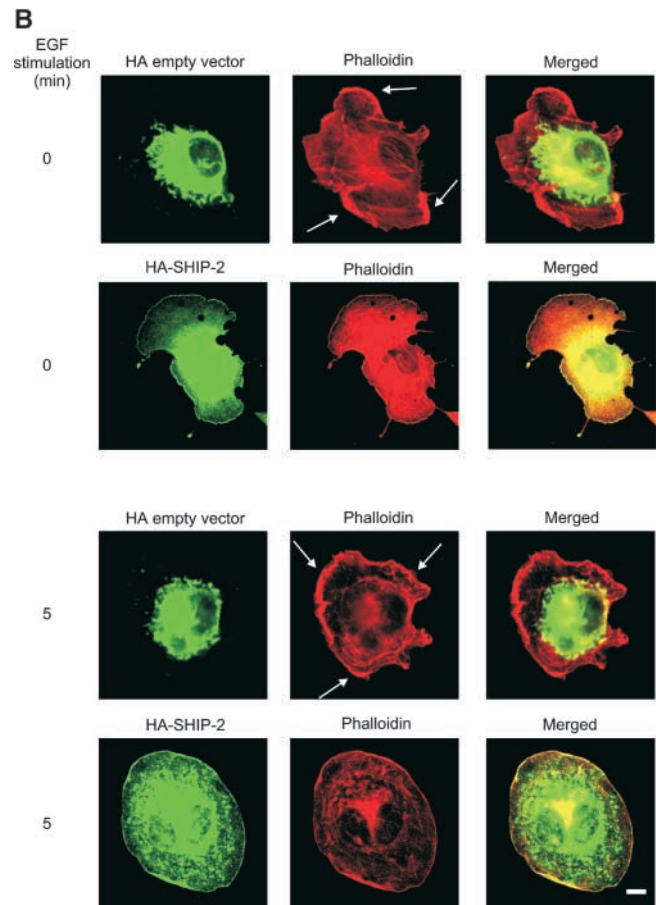 B
EGF
stimulation
(min)
HA empty vector Phalloidin Merged
0
HA-SHIP-2 Phalloidin Merged
0
HA empty vector Phalloidin Merged
5
HA-SHIP-2 Phalloidin Merged
5